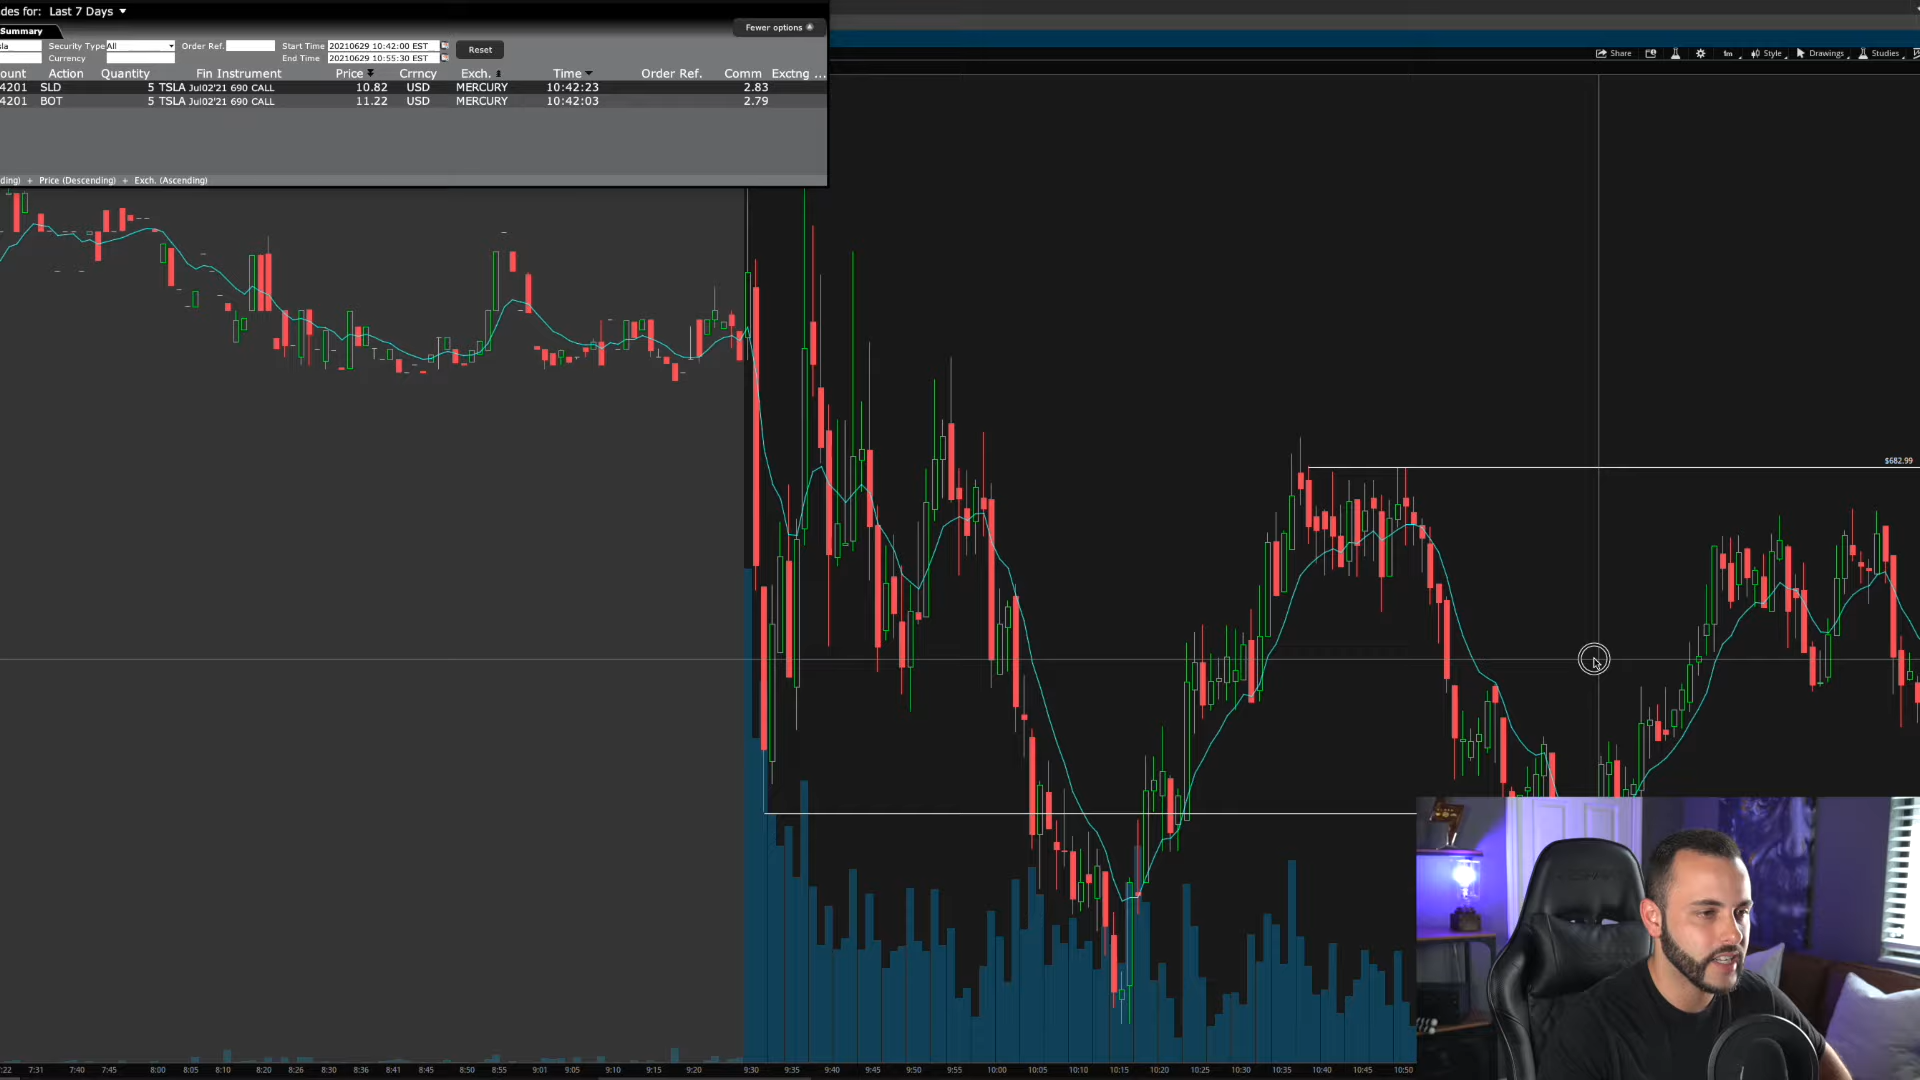 des for: Last 7 Days
Fewer options
Summary
sla Security Type All Order Ref. Start Time 20210629 10:42:00 EST Reset
Currency End Time 20210629 10:55:30 EST
ount Action Quantity Fin Instrument Price Crrncy Exch. Time Order Ref. Comm Exctng ...
4201 SLD 5 TSLA Jul02'21 690 CALL 10.82 USD MERCURY 10:42:23 2.83
4201 BOT 5 TSLA Jul02'21 690 CALL 11.22 USD MERCURY 10:42:03 2.79
ding) + Price (Descending) + Exch. (Ascending)
Share 1m Style Drawings Studies
$682.99
7:22 7:31 7:40 7:45 8:00 8:05 8:10 8:20 8:26 8:31 8:41 8:45 8:55 9:01 9:05 9:10 9:15 9:20 9:30 9:35 9:40 9:45 9:50 9:55 10:00 10:05 10:10 10:15 10:20 10:25 10:30 10:35 10:40 10:45 10:50